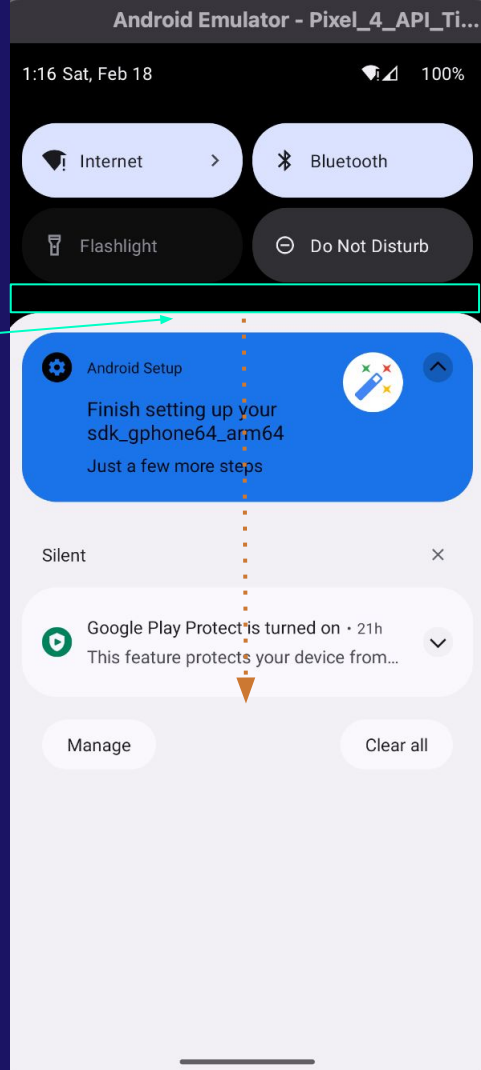 Android Emulator - Pixel_4_API_Ti...
1:16 Sat, Feb 18
100%
Internet
Bluetooth
Flashlight
Do Not Disturb
Android Setup
Finish setting up your
sdk_gphone64_arm64
Just a few more steps
Silent
Google Play Protect is turned on • 21h
This feature protects your device from...
Manage
Clear all